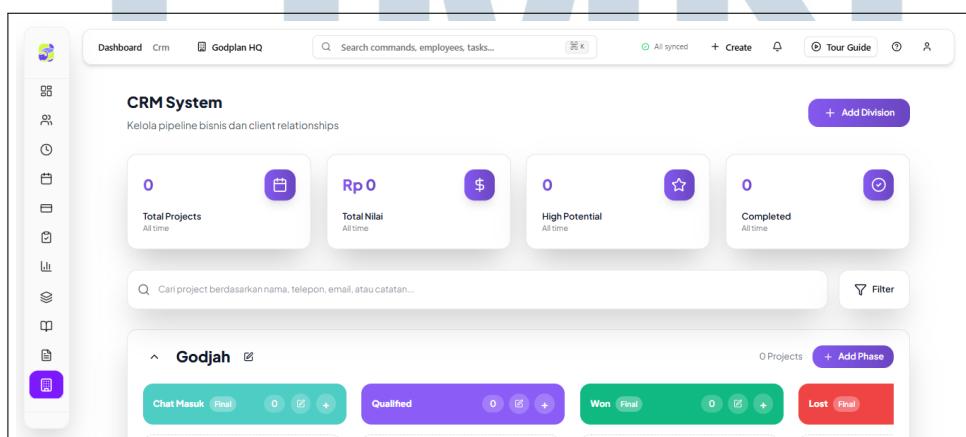 Dashboard Crm Godplan HQ Search commands, employees, tasks... ⌘ K All synced + Create Tour Guide
CRM System
Kelola pipeline bisnis dan client relationships
+ Add Division
0 Rp 0 0 0
Total Projects Total Nilai High Potential Completed
All time All time All time All time
Cari project berdasarkan nama, telepon, email, atau catatan... Filter
Godjah 0 Projects + Add Phase
Chat Masuk Final 0 + Qualified 0 + Won Final 0 + Lost Final